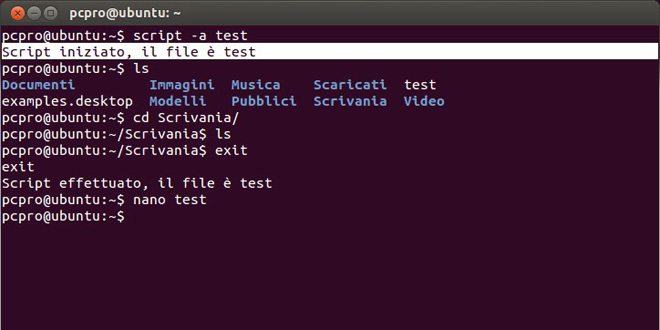 pcpro@ubuntu: ~
pcpro@ubuntu:~$ script -a test
Script iniziato, il file è test
pcpro@ubuntu:~$ ls
Documenti         Immagini  Musica    Scaricati  test
examples.desktop  Modelli   Pubblici  Scrivania  Video
pcpro@ubuntu:~$ cd Scrivania/
pcpro@ubuntu:~/Scrivania$ ls
pcpro@ubuntu:~/Scrivania$ exit
exit
Script effettuato, il file è test
pcpro@ubuntu:~$ nano test
pcpro@ubuntu:~$